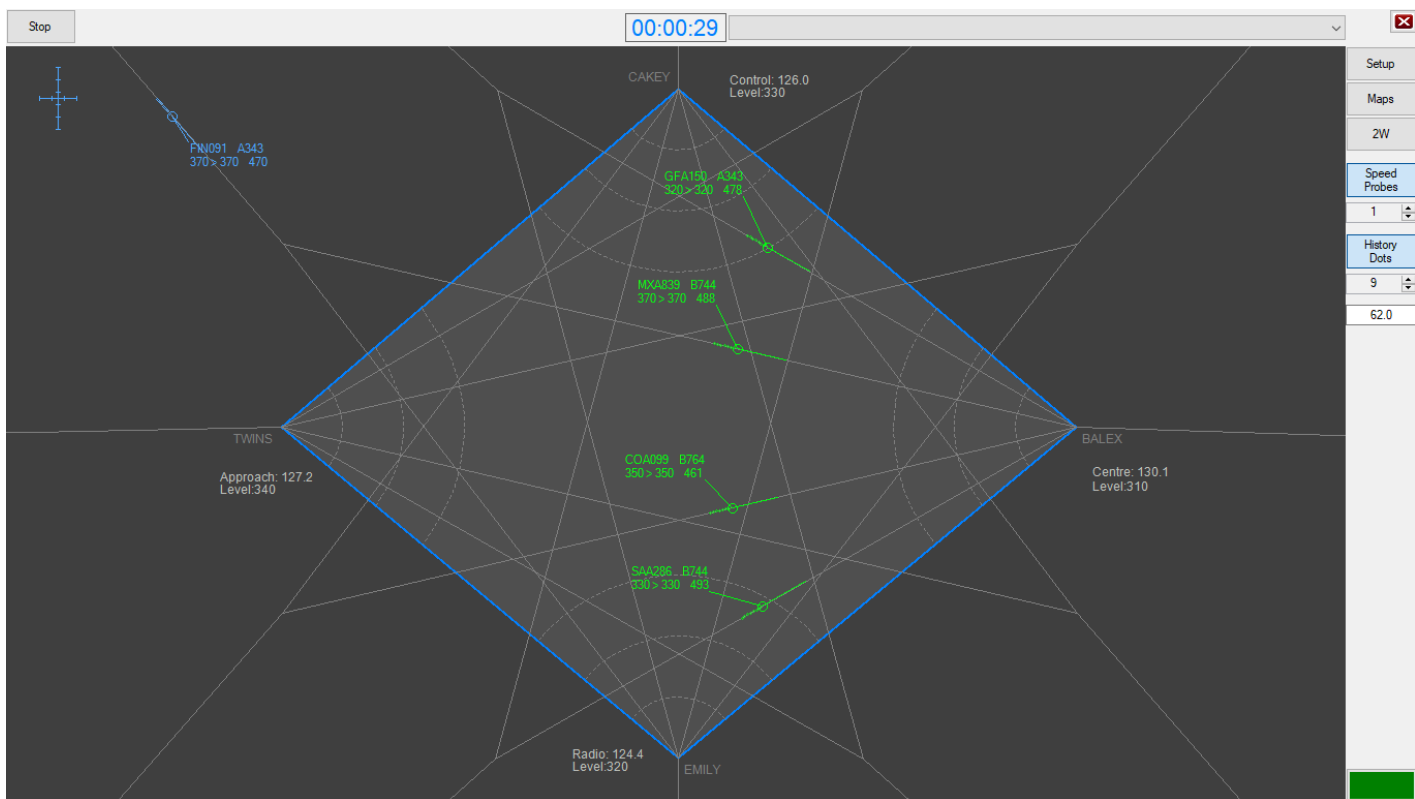 Stop
00:00:29
Setup
Maps
2W
Speed
Probes
1
History
Dots
9
62.0
CAKEY
Control: 126.0
Level:330
FIN091 A343
370>370 470
GFA150 A343
320>320 478
MXA839 B744
370>370 488
TWINS
BALEX
Approach: 127.2
Level:340
COA099 B764
350>350 461
Centre: 130.1
Level:310
SAA286 B744
330>330 493
Radio: 124.4
Level:320
EMILY